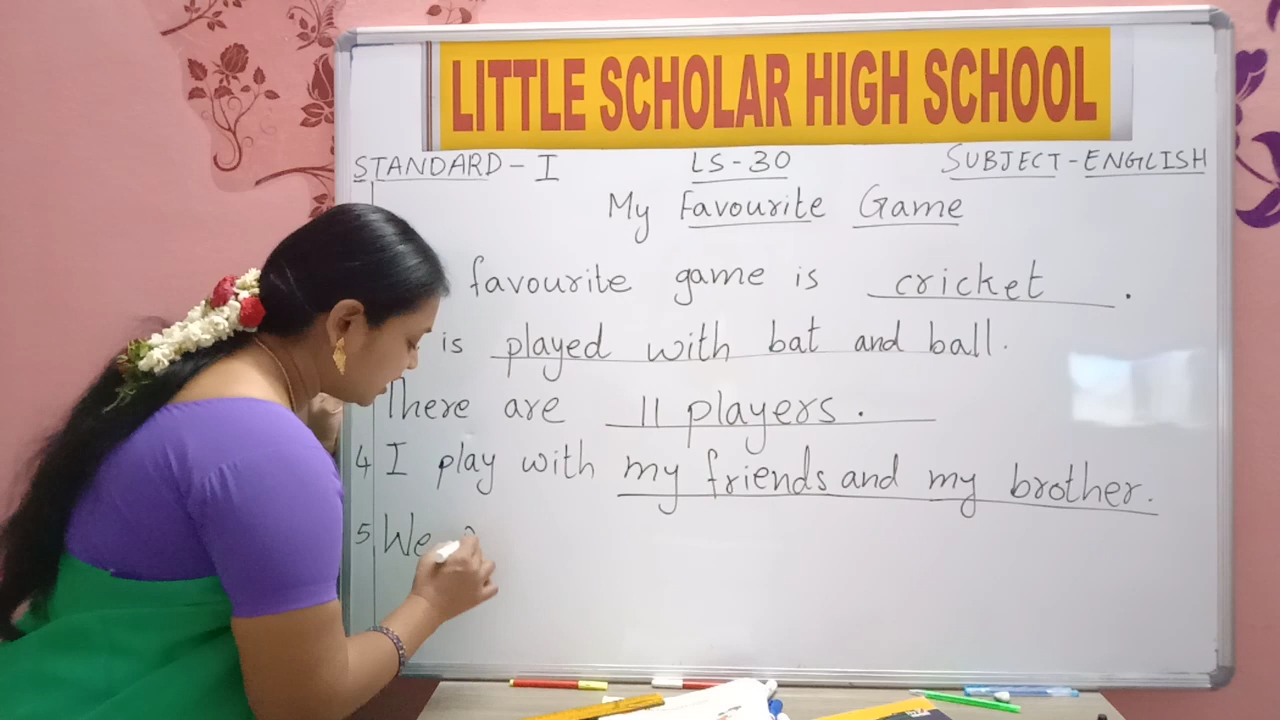 LITTLE SCHOLAR HIGH SCHOOL
STANDARD - I LS-30 SUBJECT - ENGLISH
My Favourite Game
favourite game is cricket.
is played with bat and ball.
There are 11 players.
4 I play with my friends and my brother.
5 We